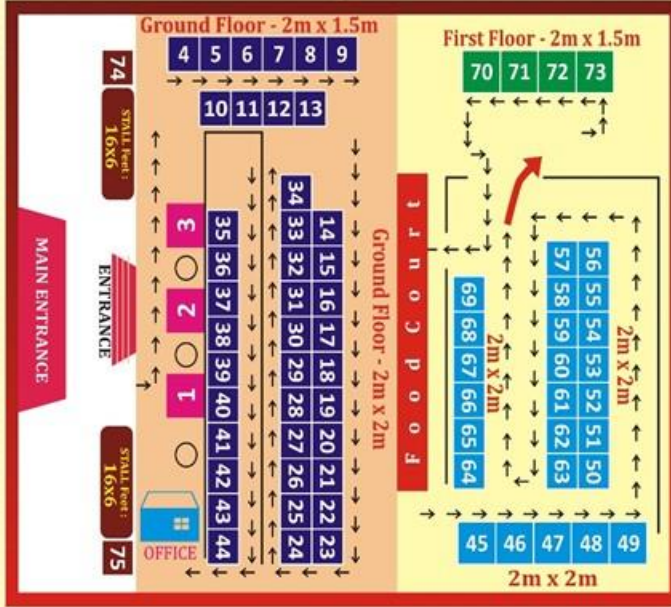 Ground Floor - 2m x 1.5m
4 5 6 7 8 9
10 11 12 13
First Floor - 2m x 1.5m
70 71 72 73
74
STALL Feet :
16x6
MAIN ENTRANCE
ENTRANCE
3
2
1
STALL Feet :
16x6
75
OFFICE
35
36
37
38
39
40
41
42
43
44
34
33 14
32 15
31 16
30 17
29 18
28 19
27 20
26 21
25 22
24 23
Ground Floor - 2m x 2m
Food Court
69
68
67
66
65
64
2m x 2m
57 56
58 55
59 54
60 53
61 52
62 51
63 50
2m x 2m
45 46 47 48 49
2m x 2m